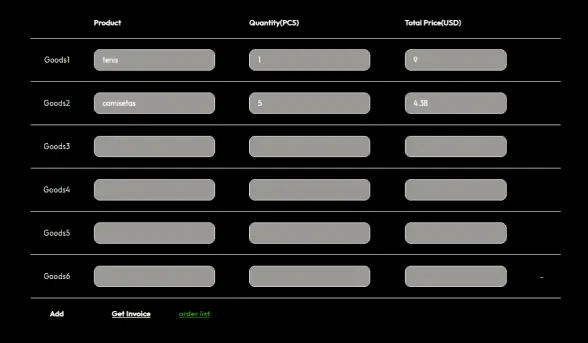 Product Quantity(PCS) Total Price(USD)
Goods1 tenis 1 9
Goods2 camisetas 5 4.38
Goods3
Goods4
Goods5
Goods6 -
Add Get Invoice order list